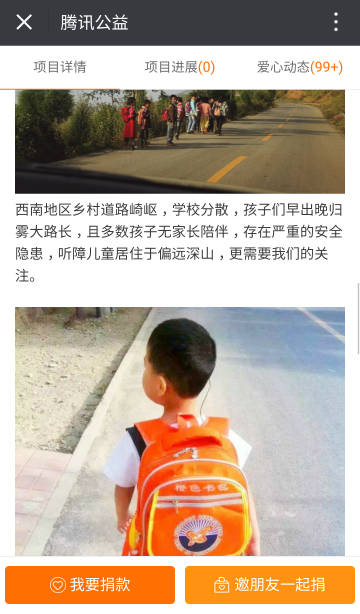 腾讯公益
项目详情 项目进展(0) 爱心动态(99+)
西南地区乡村道路崎岖，学校分散，孩子们早出晚归
雾大路长，且多数孩子无家长陪伴，存在严重的安全
隐患，听障儿童居住于偏远深山，更需要我们的关
注。
橙色书包
我要捐款 邀朋友一起捐